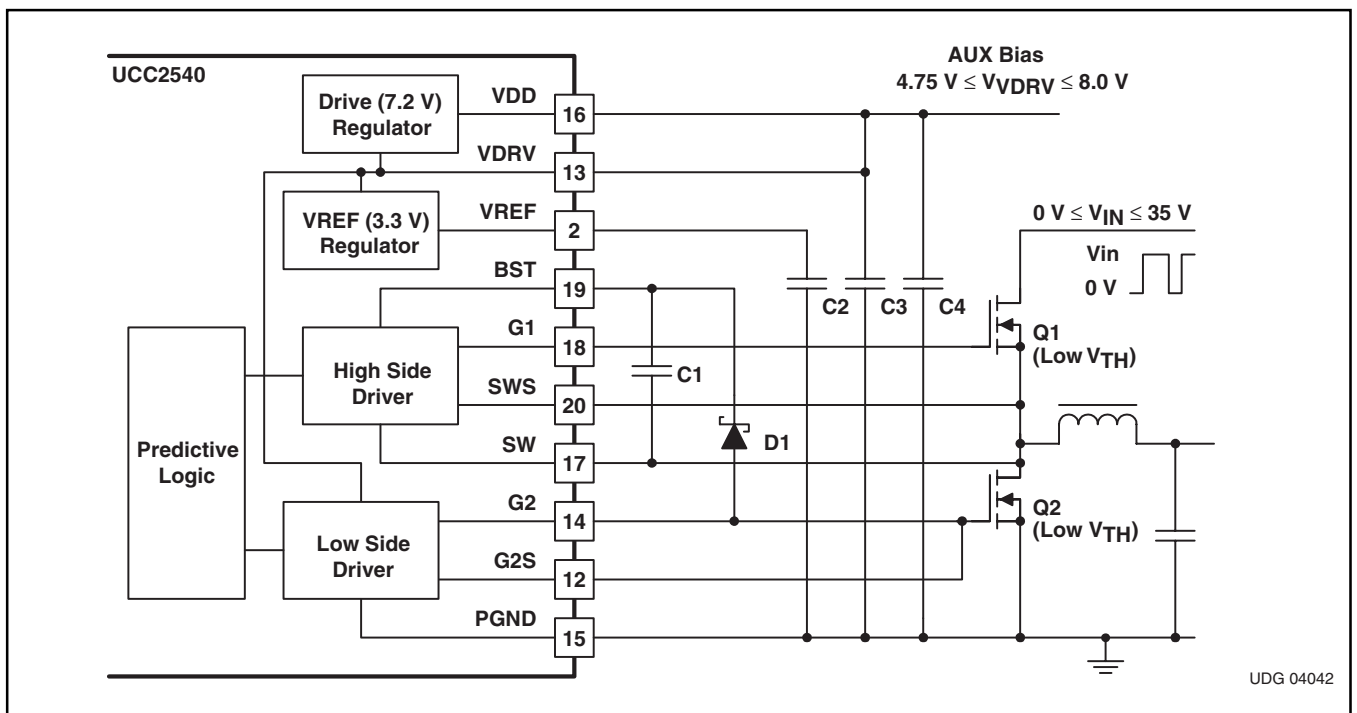 UCC2540
AUX Bias
4.75 V ≤ VVDRV ≤ 8.0 V
Drive (7.2 V)
Regulator
VDD
16
VDRV
13
VREF (3.3 V)
Regulator
VREF
2
0 V ≤ VIN ≤ 35 V
Vin
0 V
BST
19
C2
C3
C4
G1
18
Q1
(Low VTH)
High Side
Driver
C1
SWS
20
Predictive
Logic
SW
17
D1
G2
14
Q2
(Low VTH)
Low Side
Driver
G2S
12
PGND
15
UDG 04042